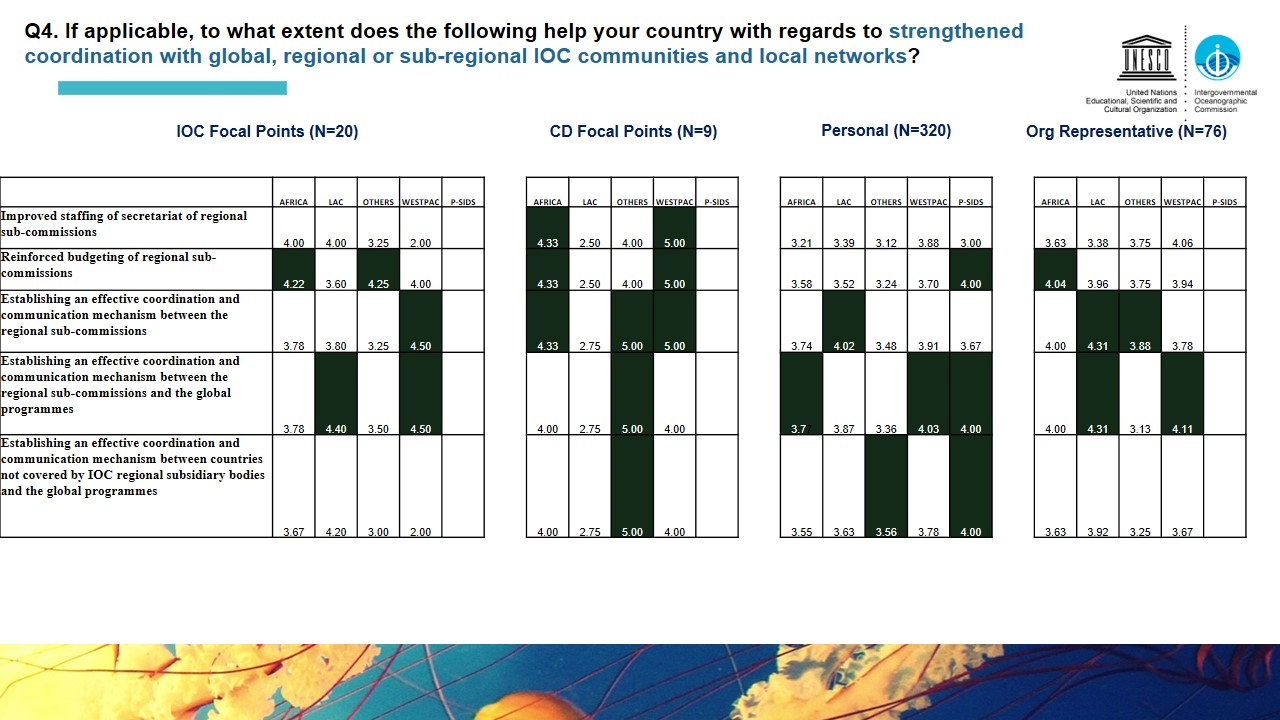 Q4. If applicable, to what extent does the following help your country with regards to strengthened
coordination with global, regional or sub-regional IOC communities and local networks?
UNESCO
United Nations
Educational, Scientific and
Cultural Organization
Intergovernmental
Oceanographic
Commission
IOC Focal Points (N=20)
CD Focal Points (N=9)
Personal (N=320)
Org Representative (N=76)
AFRICA LAC OTHERS WESTPAC P-SIDS AFRICA LAC OTHERS WESTPAC P-SIDS AFRICA LAC OTHERS WESTPAC P-SIDS AFRICA LAC OTHERS WESTPAC P-SIDS
Improved staffing of secretariat of regional
sub-commissions
4.00 4.00 3.25 2.00 4.33 2.50 4.00 5.00 3.21 3.39 3.12 3.88 3.00 3.63 3.38 3.75 4.06
Reinforced budgeting of regional sub-
commissions
4.22 3.60 4.25 4.00 4.33 2.50 4.00 5.00 3.58 3.52 3.24 3.70 4.00 4.04 3.96 3.75 3.94
Establishing an effective coordination and
communication mechanism between the
regional sub-commissions
3.78 3.80 3.25 4.50 4.33 2.75 5.00 5.00 3.74 4.02 3.48 3.91 3.67 4.00 4.31 3.88 3.78
Establishing an effective coordination and
communication mechanism between the
regional sub-commissions and the global
programmes
3.78 4.40 3.50 4.50 4.00 2.75 5.00 4.00 3.7 3.87 3.36 4.03 4.00 4.00 4.31 3.13 4.11
Establishing an effective coordination and
communication mechanism between countries
not covered by IOC regional subsidiary bodies
and the global programmes
3.67 4.20 3.00 2.00 4.00 2.75 5.00 4.00 3.55 3.63 3.56 3.78 4.00 3.63 3.92 3.25 3.67